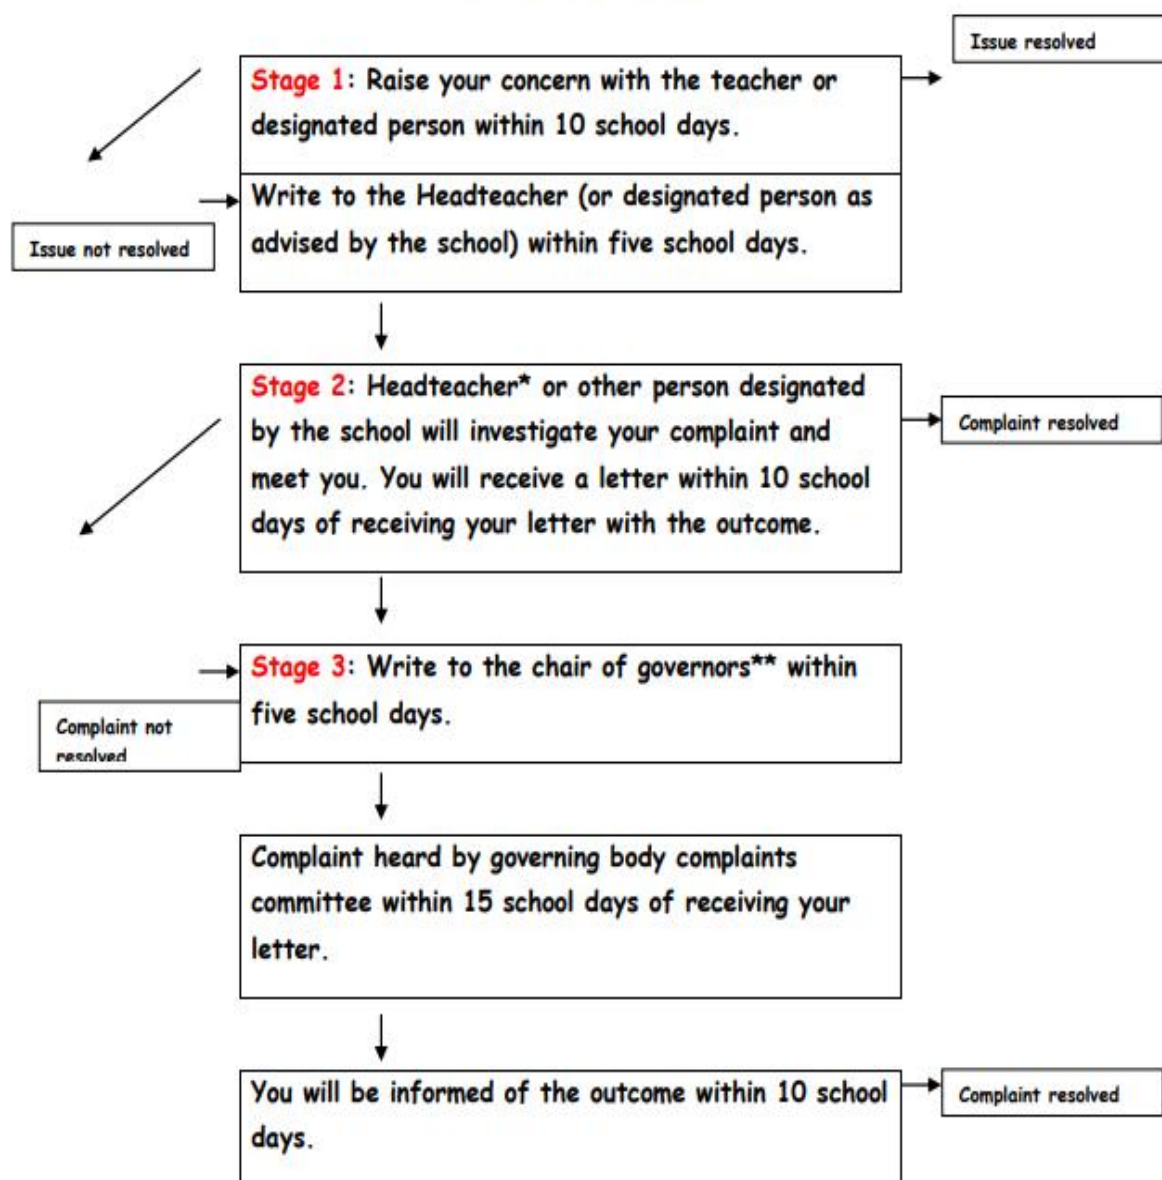 Issue resolved
Stage 1: Raise your concern with the teacher or
designated person within 10 school days.
Write to the Headteacher (or designated person as
advised by the school) within five school days.
Issue not resolved
Stage 2: Headteacher* or other person designated
by the school will investigate your complaint and
meet you. You will receive a letter within 10 school
days of receiving your letter with the outcome.
Complaint resolved
Stage 3: Write to the chair of governors** within
five school days.
Complaint not
resolved
Complaint heard by governing body complaints
committee within 15 school days of receiving your
letter.
You will be informed of the outcome within 10 school
days.
Complaint resolved